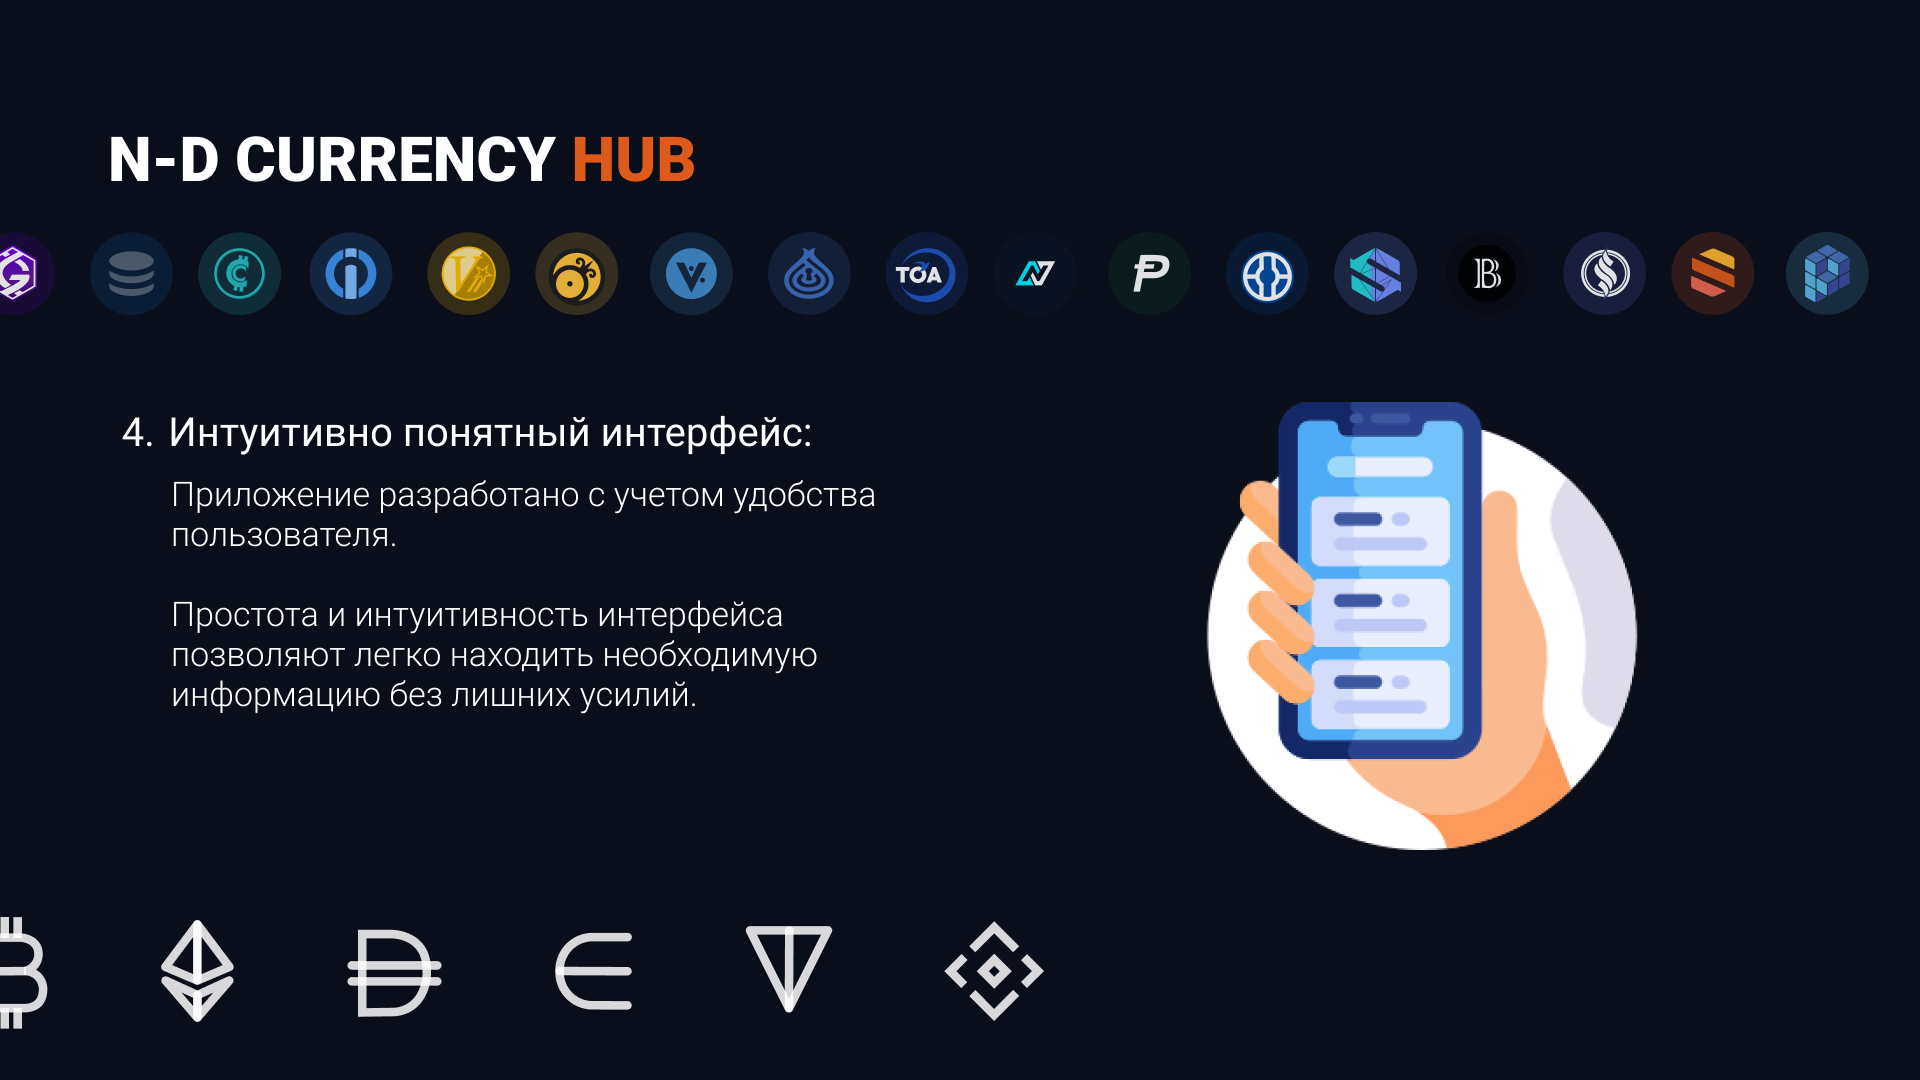 N-D CURRENCY HUB
TOA
4. Интуитивно понятный интерфейс:
Приложение разработано с учетом удобства
пользователя.
Простота и интуитивность интерфейса
позволяют легко находить необходимую
информацию без лишних усилий.